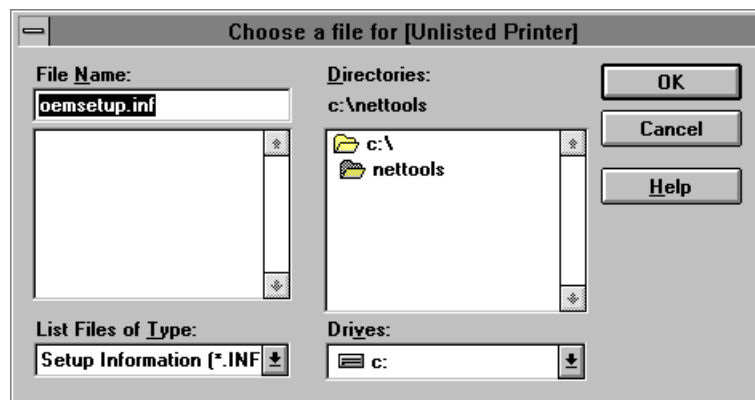 Choose a file for [Unlisted Printer]
File Name:
oemsetup.inf
Directories:
c:\nettools
c:\
nettools
OK
Cancel
Help
List Files of Type:
Setup Information (*.INF
Drives:
c: